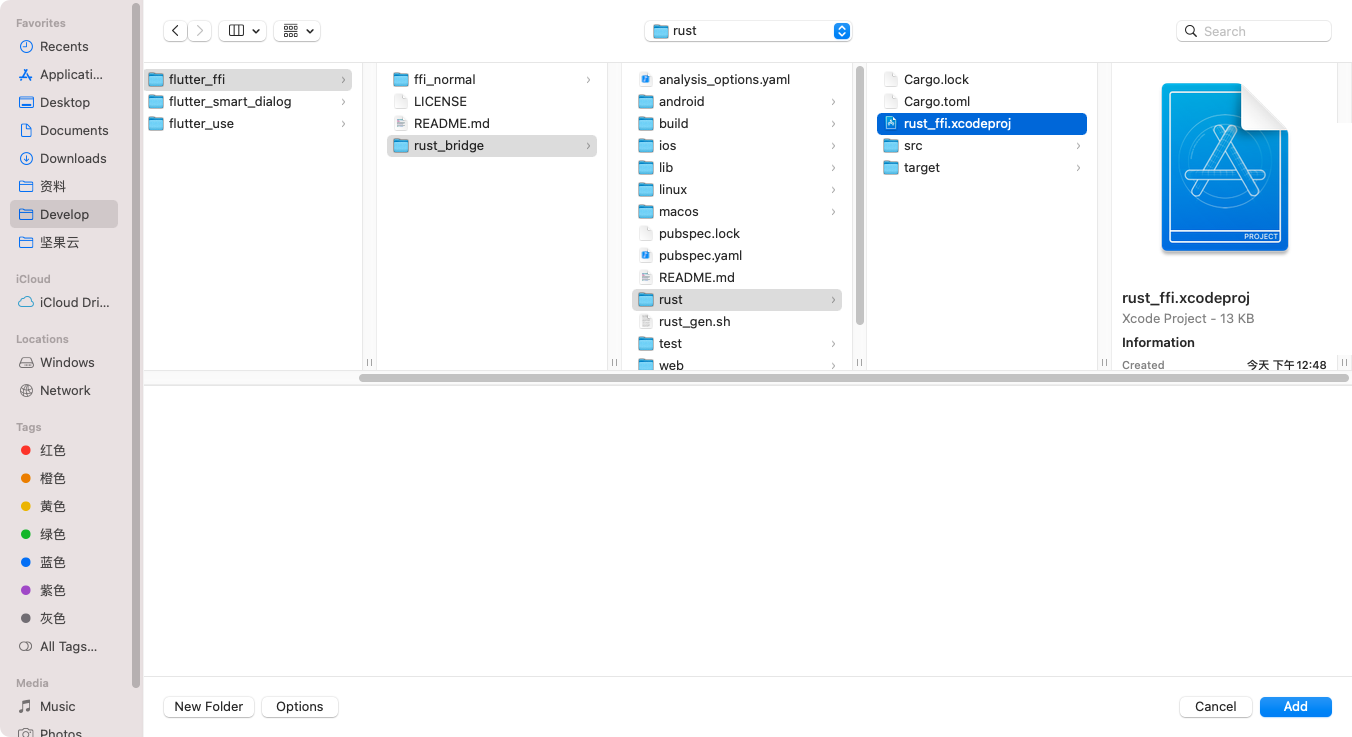 Favorites
Recents
Applicati...
Desktop
Documents
Downloads
资料
Develop
坚果云
iCloud
iCloud Dri...
Locations
Windows
Network
Tags
红色
橙色
黄色
绿色
蓝色
紫色
灰色
All Tags...
Media
Music
Photos
rust
Search
flutter_ffi
flutter_smart_dialog
flutter_use
ffi_normal
LICENSE
README.md
rust_bridge
analysis_options.yaml
android
build
ios
lib
linux
macos
pubspec.lock
pubspec.yaml
README.md
rust
rust_gen.sh
test
web
Cargo.lock
Cargo.toml
rust_ffi.xcodeproj
src
target
PROJECT
rust_ffi.xcodeproj
Xcode Project - 13 KB
Information
Created 今天 下午12:48
New Folder
Options
Cancel
Add